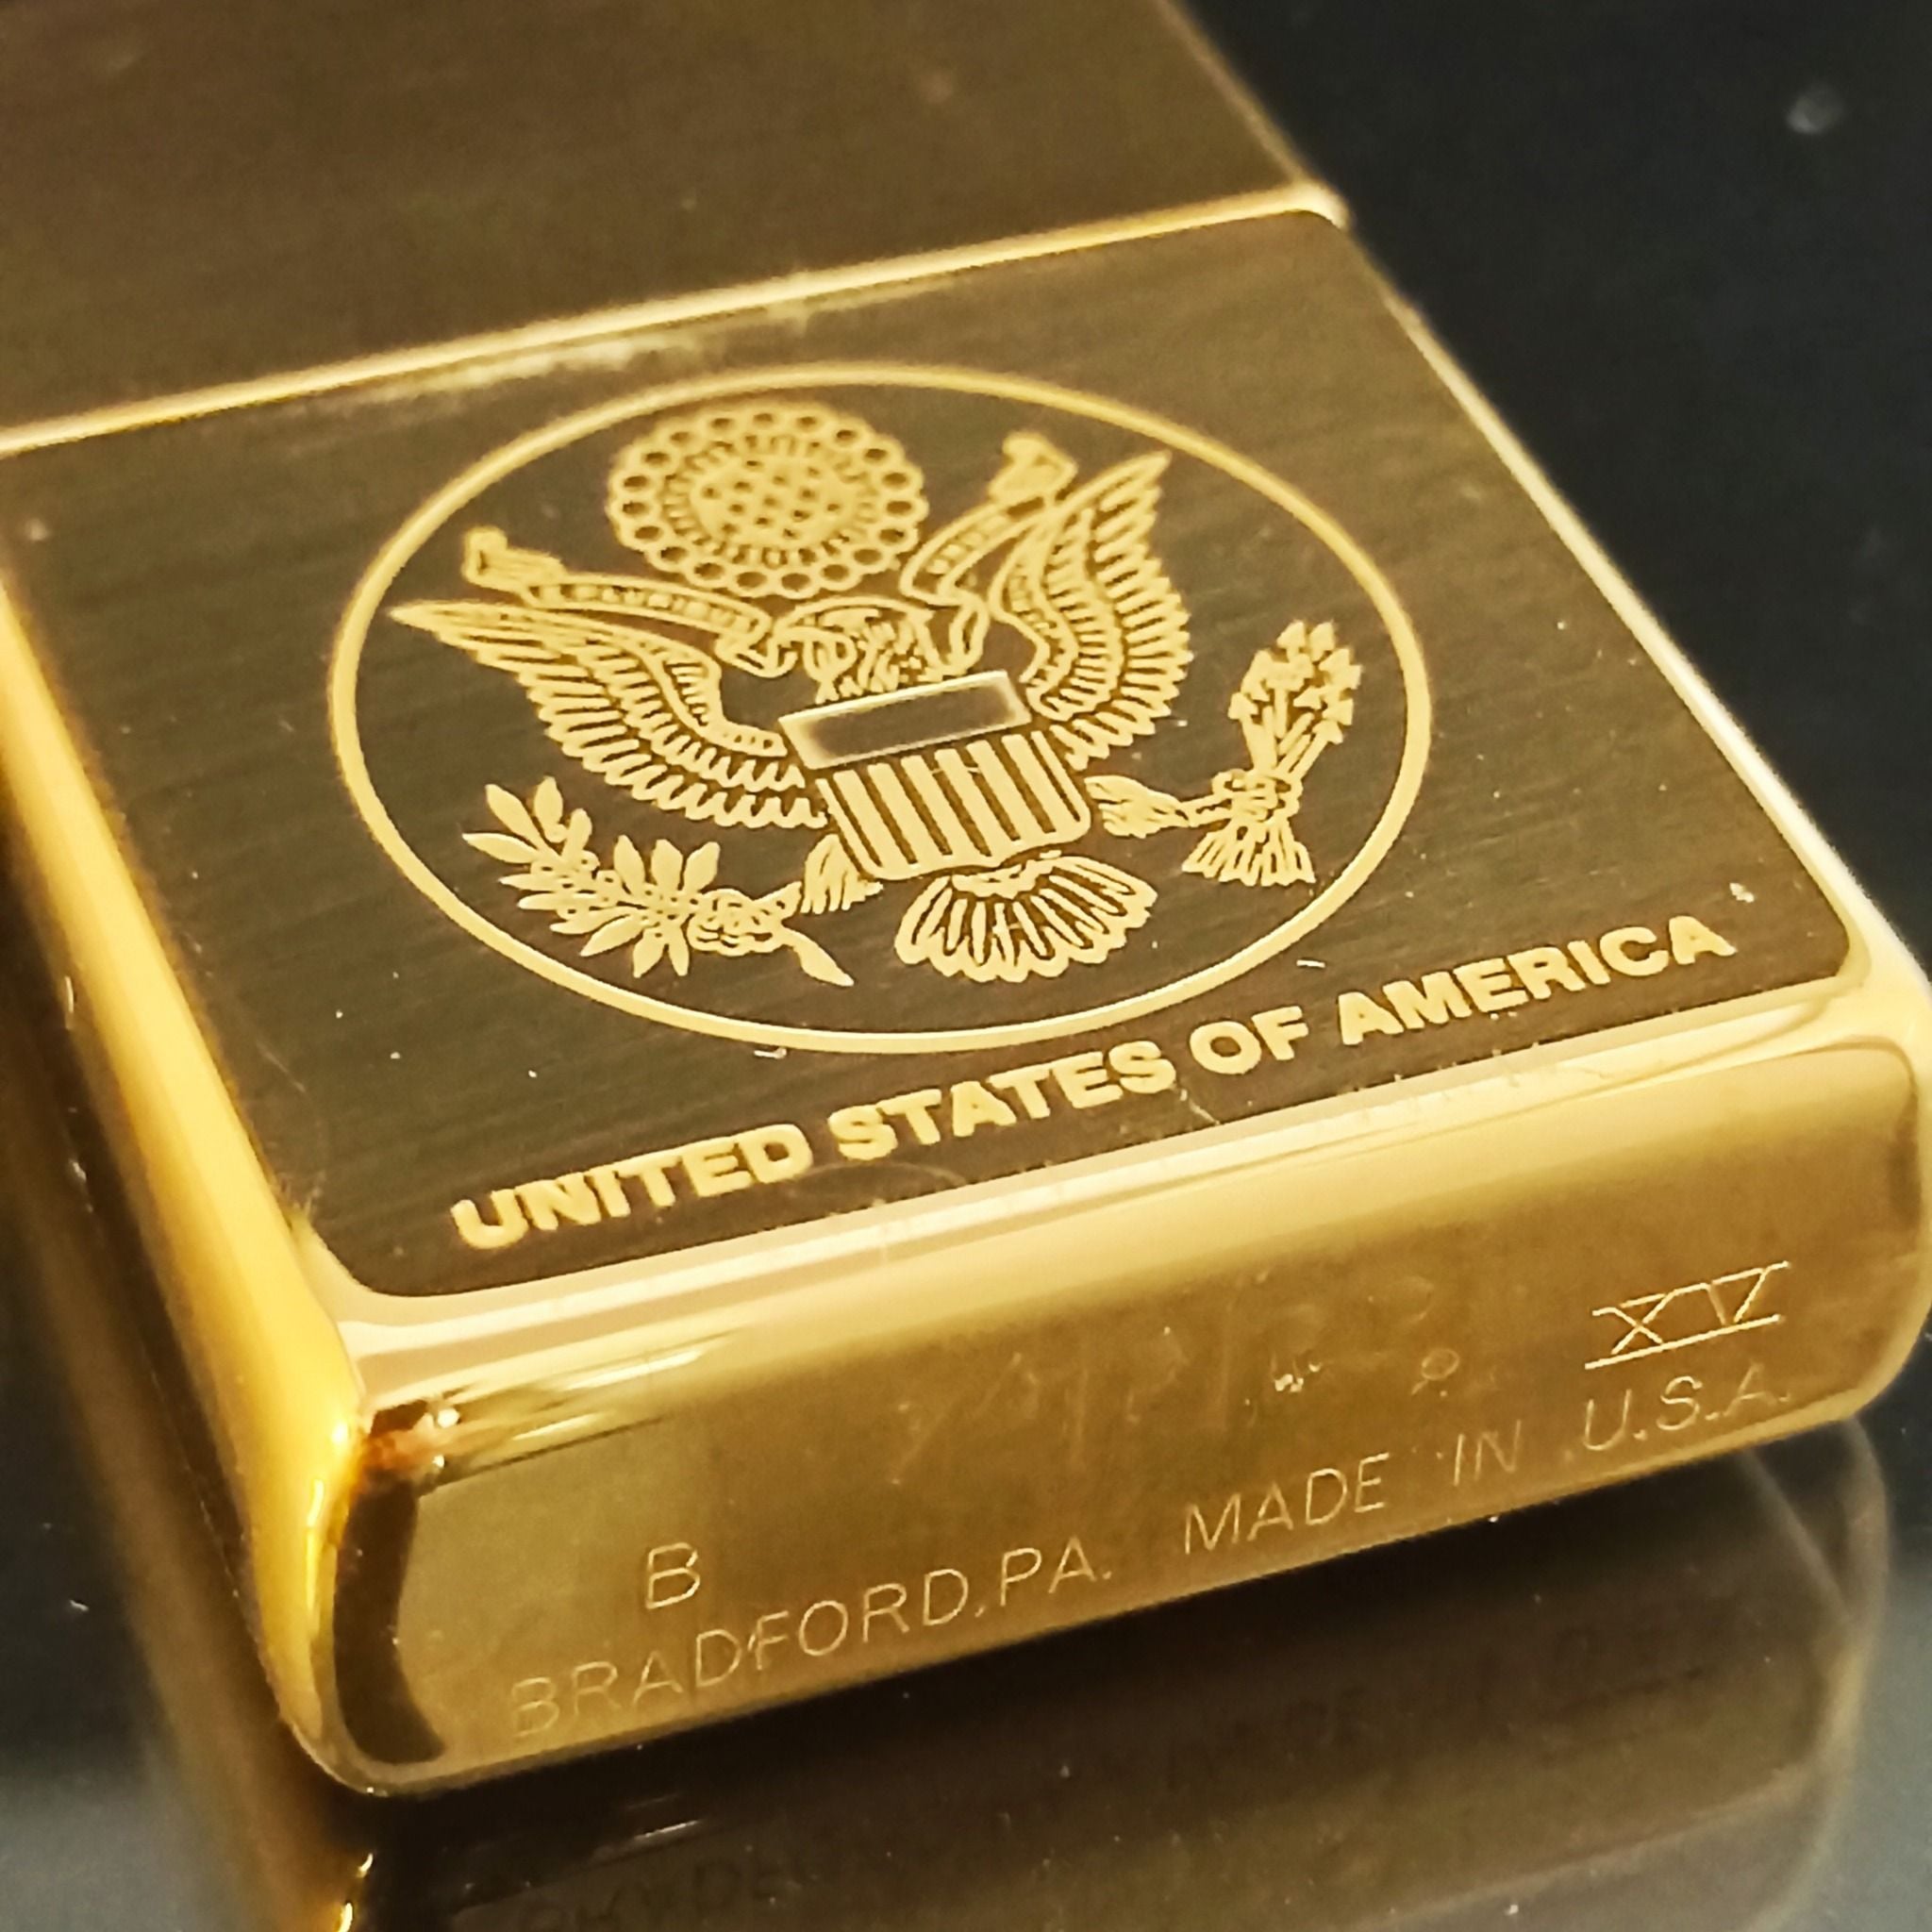 UNITED STATES OF AMERICA
B XV
BRADFORD, PA. MADE IN U.S.A.